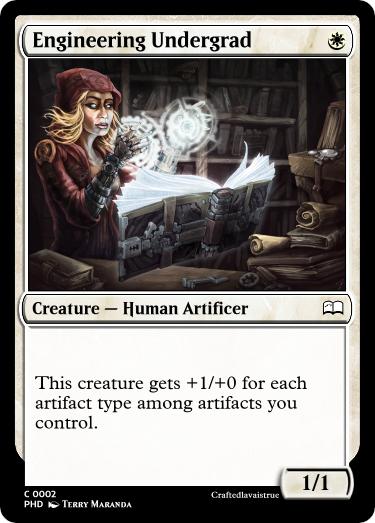 Engineering Undergrad
Creature — Human Artificer
This creature gets +1/+0 for each
artifact type among artifacts you
control.
1/1
C 0002
PHD Terry Maranda
Craftedlavaistrue